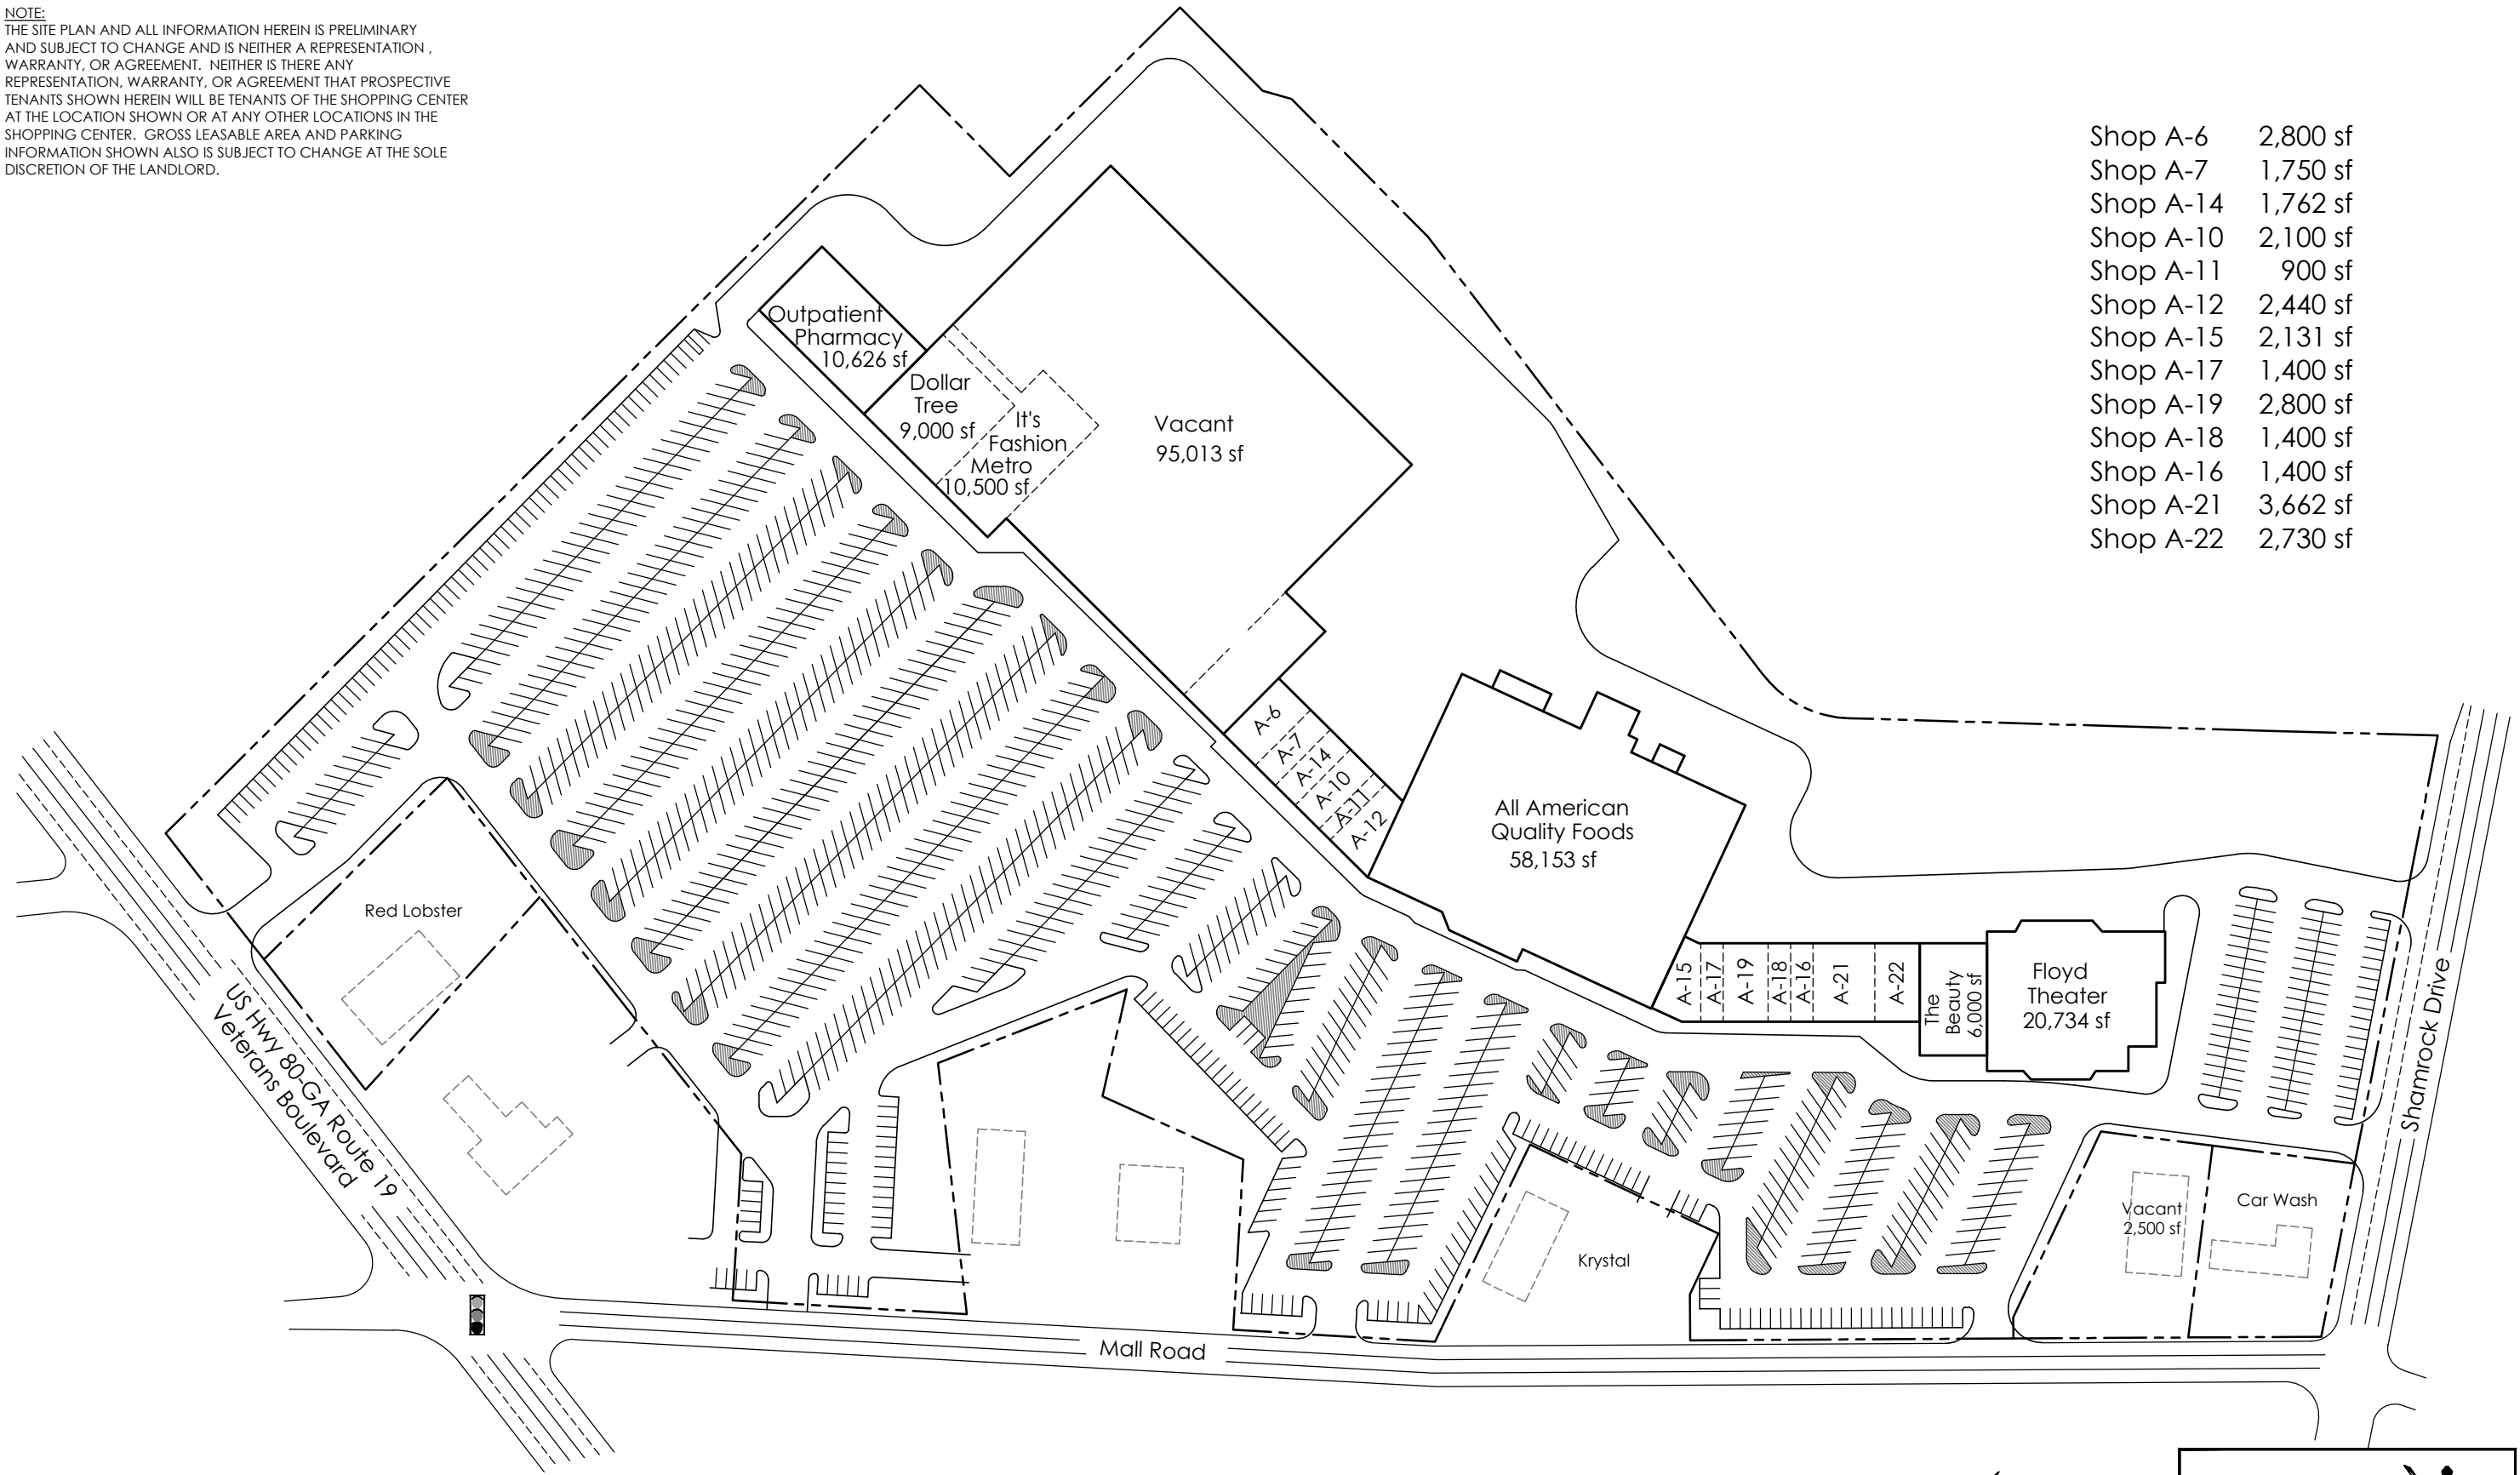 NOTE:
THE SITE PLAN AND ALL INFORMATION HEREIN IS PRELIMINARY
AND SUBJECT TO CHANGE AND IS NEITHER A REPRESENTATION ,
WARRANTY, OR AGREEMENT. NEITHER IS THERE ANY
REPRESENTATION, WARRANTY, OR AGREEMENT THAT PROSPECTIVE
TENANTS SHOWN HEREIN WILL BE TENANTS OF THE SHOPPING CENTER
AT THE LOCATION SHOWN OR AT ANY OTHER LOCATIONS IN THE
SHOPPING CENTER. GROSS LEASABLE AREA AND PARKING
INFORMATION SHOWN ALSO IS SUBJECT TO CHANGE AT THE SOLE
DISCRETION OF THE LANDLORD.
Shop A-6 2,800 sf
Shop A-7 1,750 sf
Shop A-14 1,762 sf
Shop A-10 2,100 sf
Shop A-11 900 sf
Shop A-12 2,440 sf
Shop A-15 2,131 sf
Shop A-17 1,400 sf
Shop A-19 2,800 sf
Shop A-18 1,400 sf
Shop A-16 1,400 sf
Shop A-21 3,662 sf
Shop A-22 2,730 sf
Outpatient
Pharmacy
10,626 sf
Dollar
Tree
9,000 sf
It's
Fashion
Metro
10,500 sf
Vacant
95,013 sf
A-6
A-7
A-14
A-10
A-11
A-12
All American
Quality Foods
58,153 sf
A-15
A-17
A-19
A-18
A-16
A-21
A-22
The
Beauty
6,000 sf
Floyd
Theater
20,734 sf
Red Lobster
US Hwy 80-GA Route 19
Veterans Boulevard
Shamrock Drive
Vacant
2,500 sf
Car Wash
Krystal
Mall Road